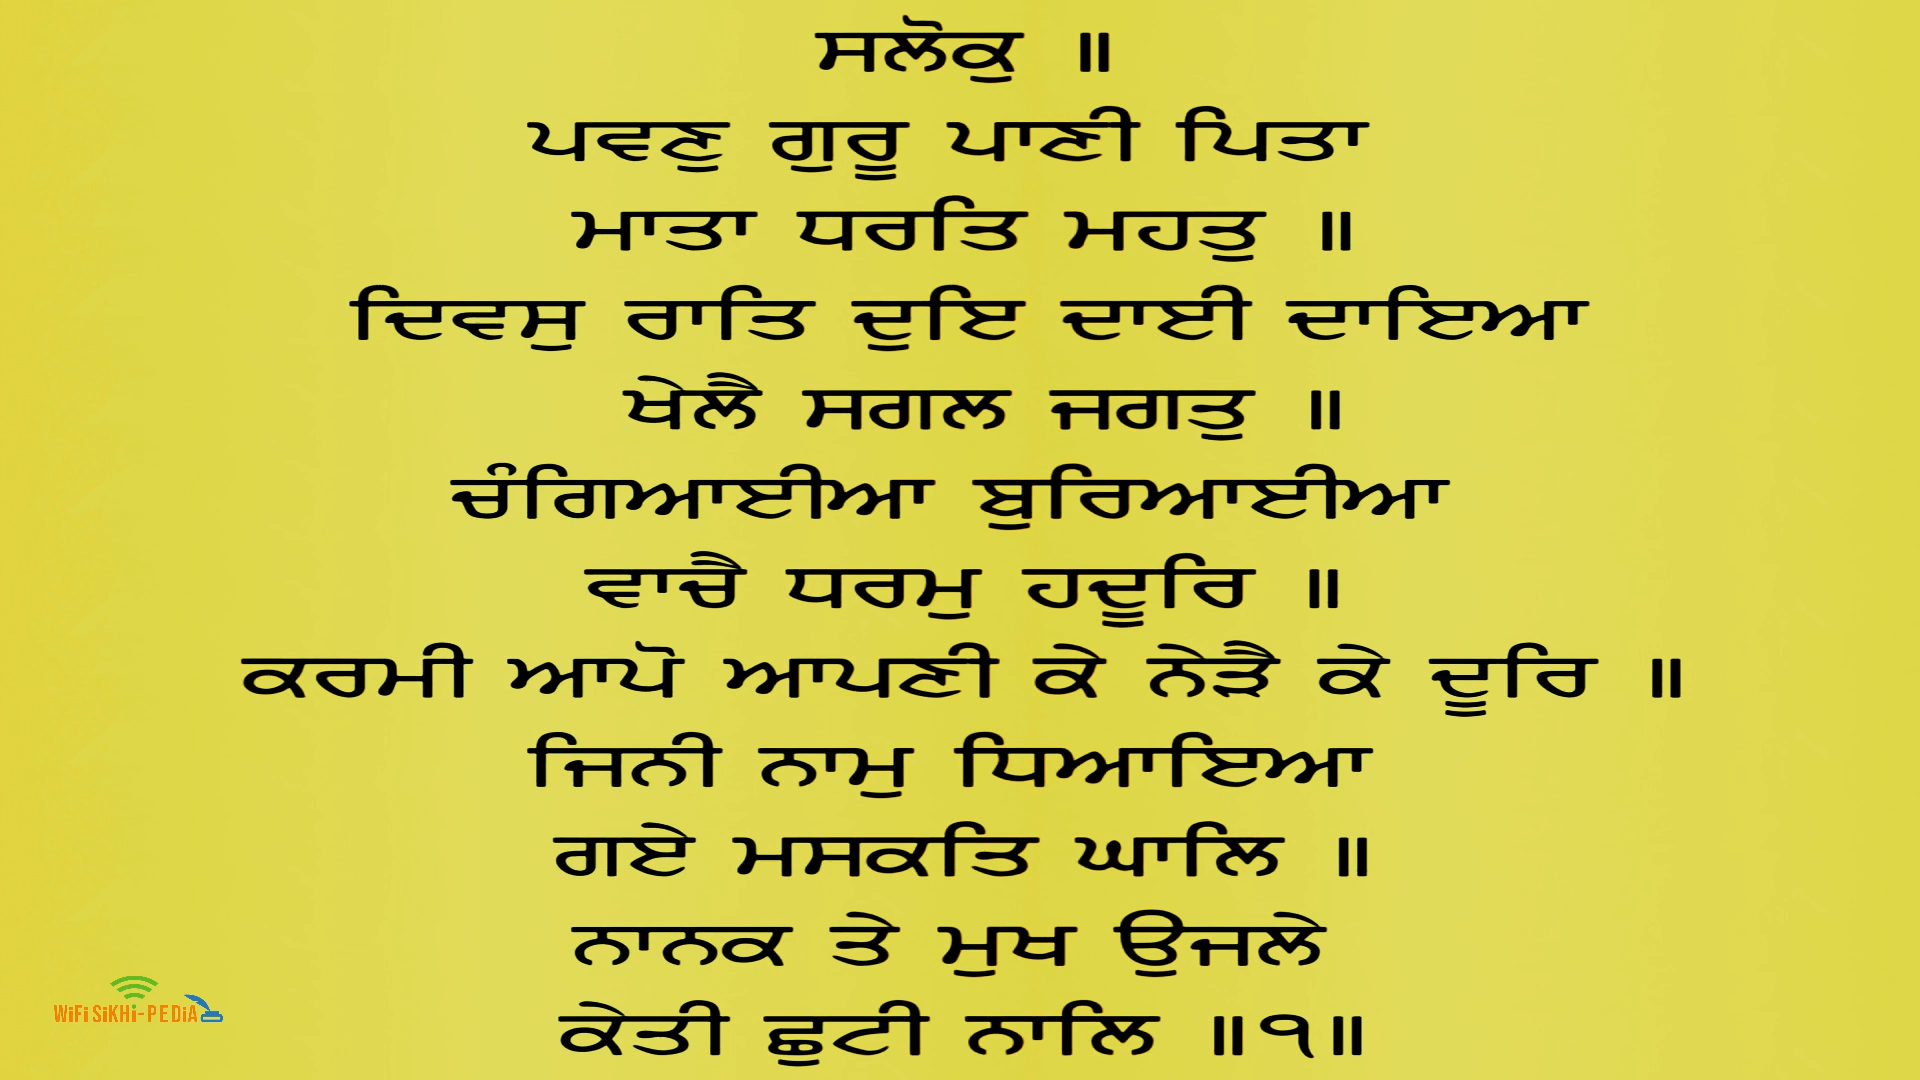 ਸਲੋਕੁ ॥
ਪਵਣੁ ਗੁਰੂ ਪਾਣੀ ਪਿਤਾ
ਮਾਤਾ ਧਰਤਿ ਮਹਤੁ ॥
ਦਿਵਸੁ ਰਾਤਿ ਦੁਇ ਦਾਈ ਦਾਇਆ
ਖੇਲੈ ਸਗਲ ਜਗਤੁ ॥
ਚੰਗਿਆਈਆ ਬੁਰਿਆਈਆ
ਵਾਚੈ ਧਰਮੁ ਹਦੂਰਿ ॥
ਕਰਮੀ ਆਪੋ ਆਪਣੀ ਕੇ ਨੇੜੈ ਕੇ ਦੂਰਿ ॥
ਜਿਨੀ ਨਾਮੁ ਧਿਆਇਆ
ਗਏ ਮਸਕਤਿ ਘਾਲਿ ॥
ਨਾਨਕ ਤੇ ਮੁਖ ਉਜਲੇ
ਕੇਤੀ ਛੁਟੀ ਨਾਲਿ ॥੧॥
WiFi SiKHi-PEDiA